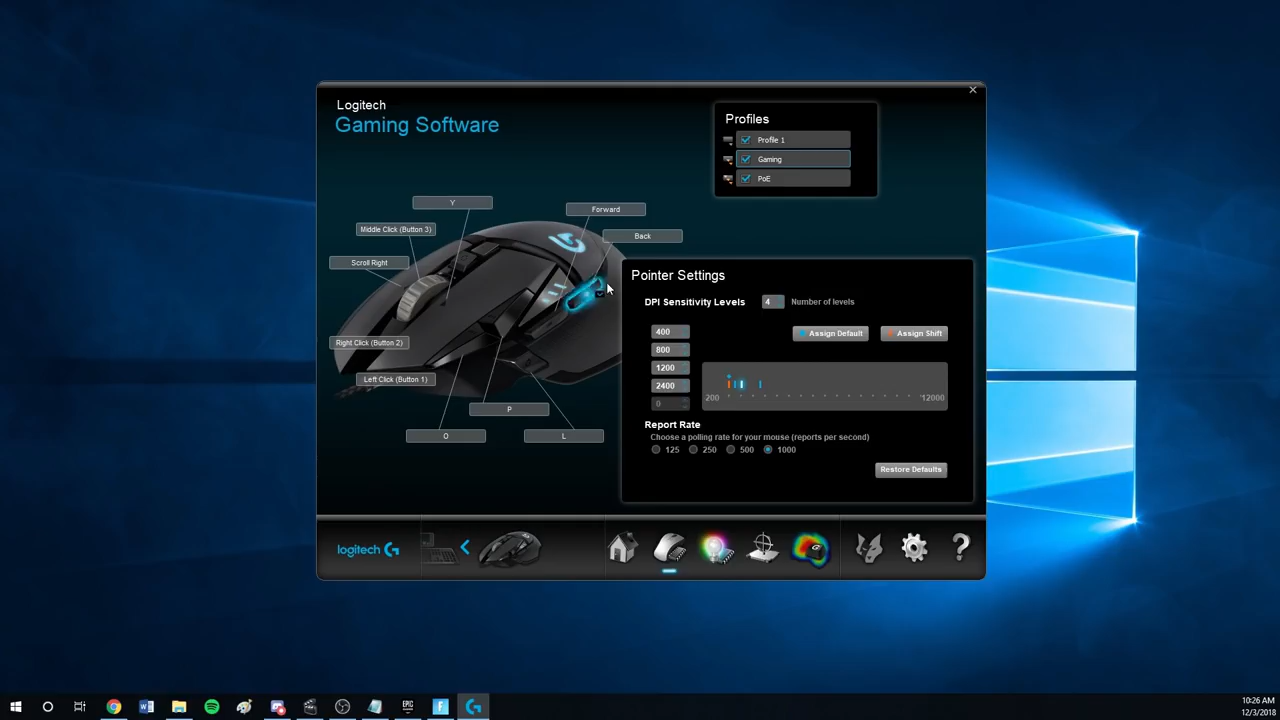 Logitech
Gaming Software
Profiles
Profile 1
Gaming
PoE
Y
Forward
Middle Click (Button 3)
Back
Scroll Right
Right Click (Button 2)
Left Click (Button 1)
P
O
L
Pointer Settings
DPI Sensitivity Levels 4 Number of levels
400
800
1200
2400
0
Assign Default
Assign Shift
200 12000
Report Rate
Choose a polling rate for your mouse (reports per second)
125 250 500 1000
Restore Defaults
logitech G
EPIC
10:26 AM
12/3/2018